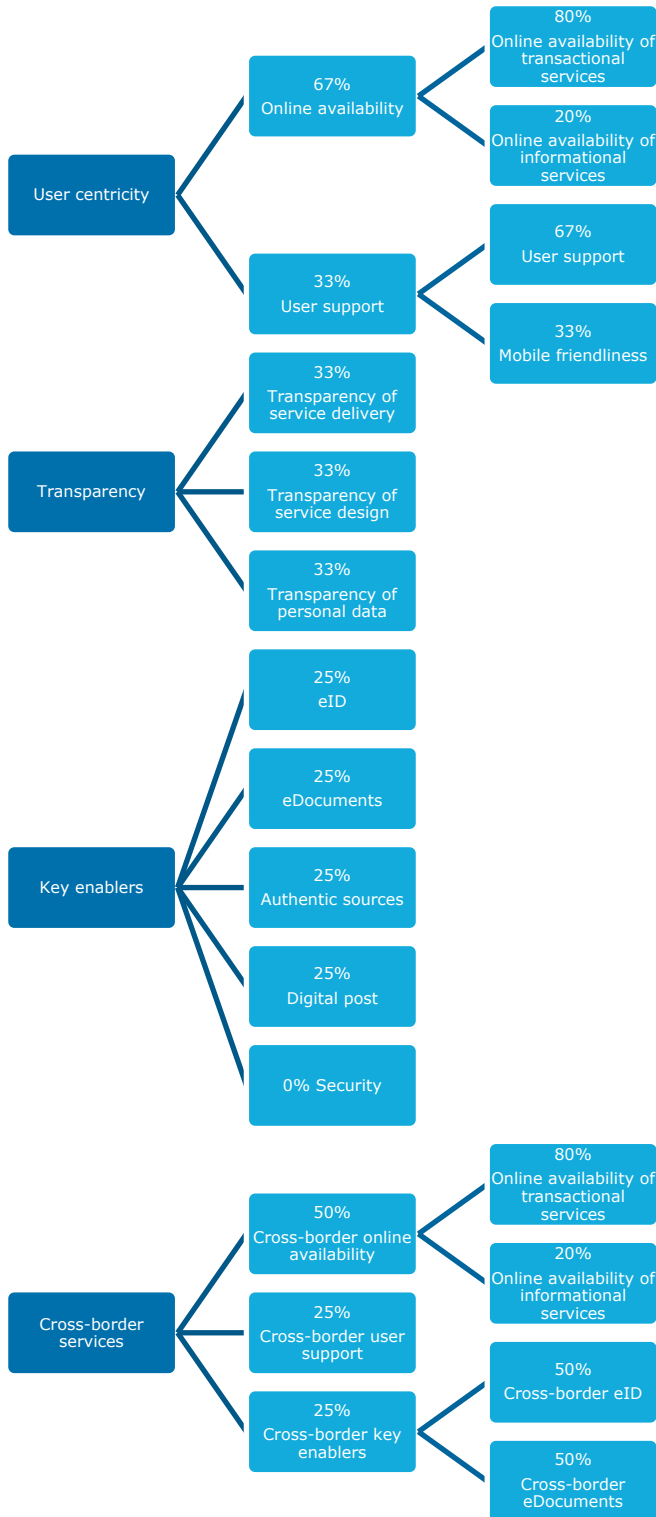 User centricity
67%
Online availability
80%
Online availability of
transactional
services
20%
Online availability of
informational
services
33%
User support
67%
User support
33%
Mobile friendliness
Transparency
33%
Transparency of
service delivery
33%
Transparency of
service design
33%
Transparency of
personal data
Key enablers
25%
eID
25%
eDocuments
25%
Authentic sources
25%
Digital post
0% Security
Cross-border
services
50%
Cross-border online
availability
80%
Online availability of
transactional
services
20%
Online availability of
informational
services
25%
Cross-border user
support
25%
Cross-border key
enablers
50%
Cross-border eID
50%
Cross-border
eDocuments